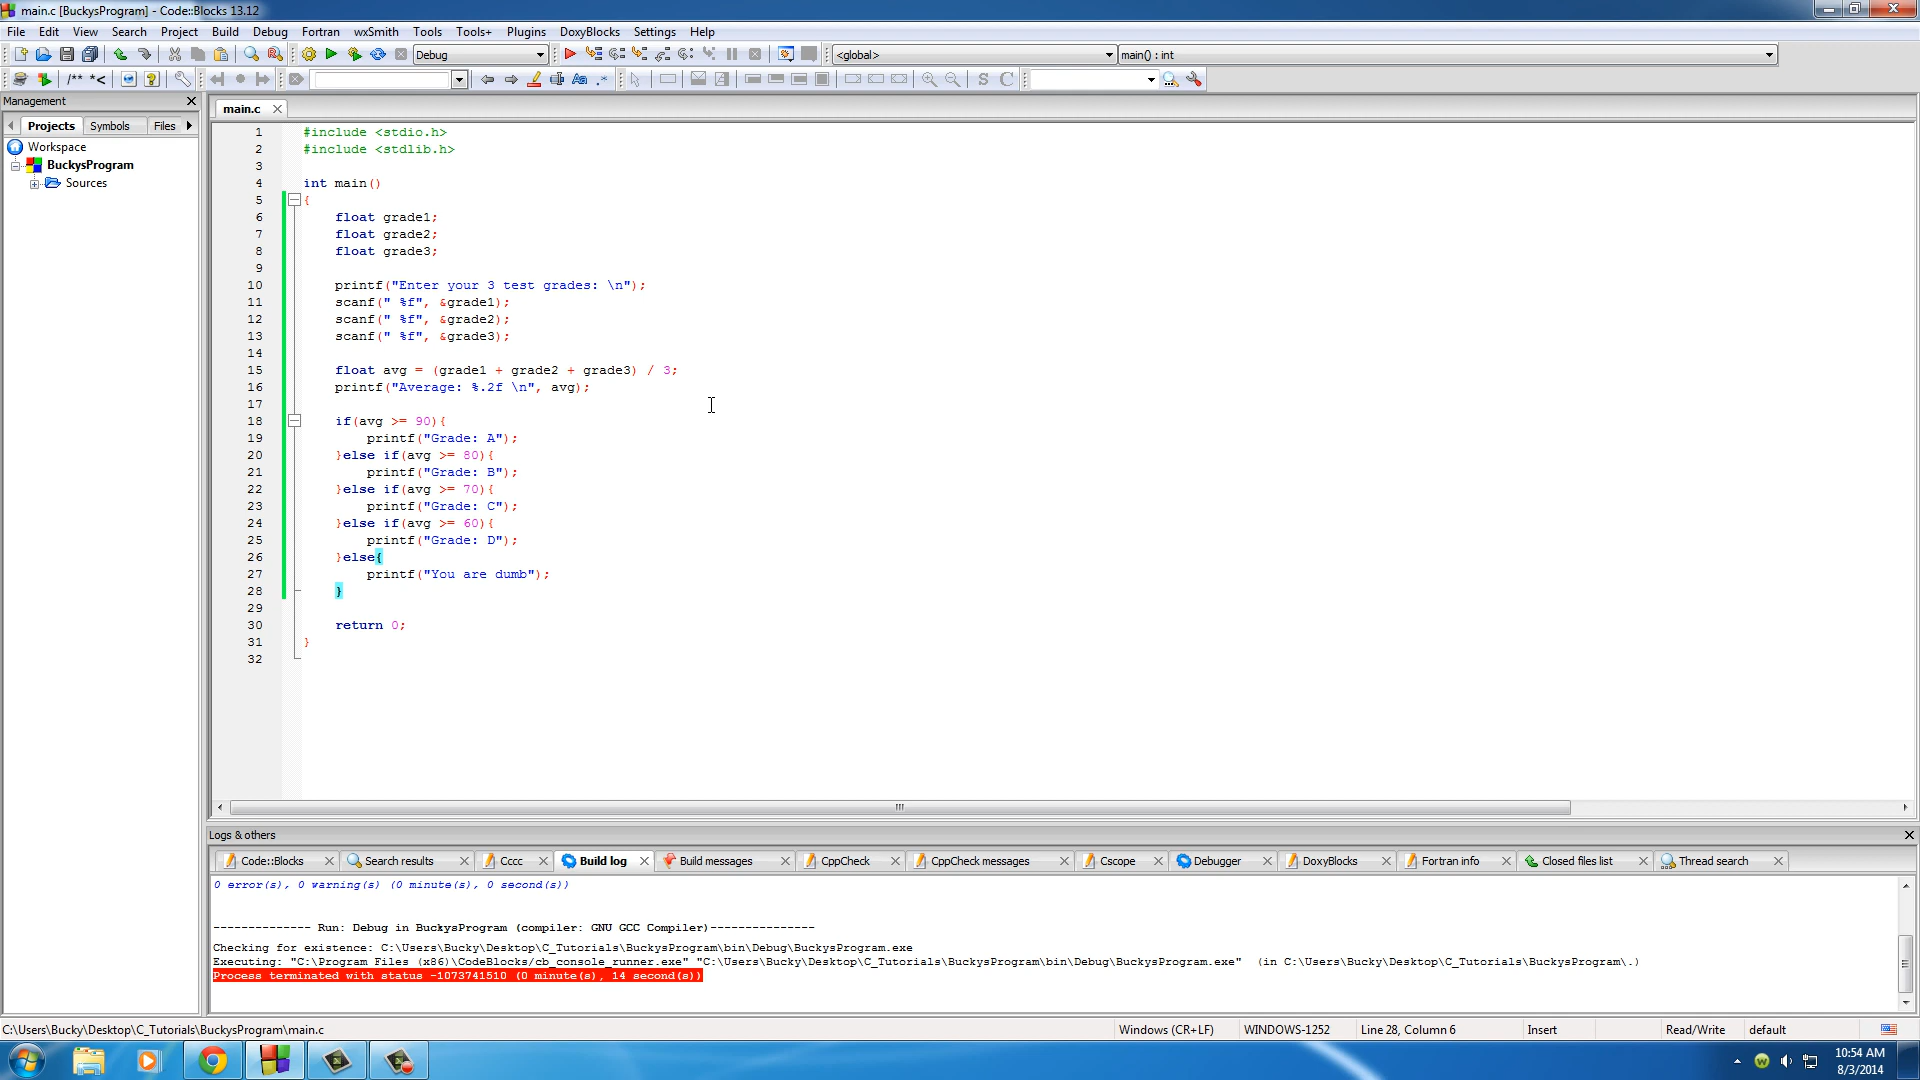 main.c [BuckysProgram] - Code::Blocks 13.12
File Edit View Search Project Build Debug Fortran wxSmith Tools Tools+ Plugins DoxyBlocks Settings Help
Debug <global> main() : int
/** *<
Management
Projects Symbols Files
Workspace
BuckysProgram
Sources
main.c
1 #include <stdio.h>
2 #include <stdlib.h>
3
4 int main()
5 {
6 float grade1;
7 float grade2;
8 float grade3;
9
10 printf("Enter your 3 test grades: \n");
11 scanf(" %f", &grade1);
12 scanf(" %f", &grade2);
13 scanf(" %f", &grade3);
14
15 float avg = (grade1 + grade2 + grade3) / 3;
16 printf("Average: %.2f \n", avg);
17
18 if(avg >= 90){
19 printf("Grade: A");
20 }else if(avg >= 80){
21 printf("Grade: B");
22 }else if(avg >= 70){
23 printf("Grade: C");
24 }else if(avg >= 60){
25 printf("Grade: D");
26 }else{
27 printf("You are dumb");
28 }
29
30 return 0;
31 }
32
Logs & others
Code::Blocks Search results Cccc Build log Build messages CppCheck CppCheck messages Cscope Debugger DoxyBlocks Fortran info Closed files list Thread search
0 error(s), 0 warning(s) (0 minute(s), 0 second(s))
-------------- Run: Debug in BuckysProgram (compiler: GNU GCC Compiler)---------------
Checking for existence: C:\Users\Bucky\Desktop\C_Tutorials\BuckysProgram\bin\Debug\BuckysProgram.exe
Executing: "C:\Program Files (x86)\CodeBlocks/cb_console_runner.exe" "C:\Users\Bucky\Desktop\C_Tutorials\BuckysProgram\bin\Debug\BuckysProgram.exe" (in C:\Users\Bucky\Desktop\C_Tutorials\BuckysProgram\.)
Process terminated with status -1073741510 (0 minute(s), 14 second(s))
C:\Users\Bucky\Desktop\C_Tutorials\BuckysProgram\main.c Windows (CR+LF) WINDOWS-1252 Line 28, Column 6 Insert Read/Write default
10:54 AM
8/3/2014